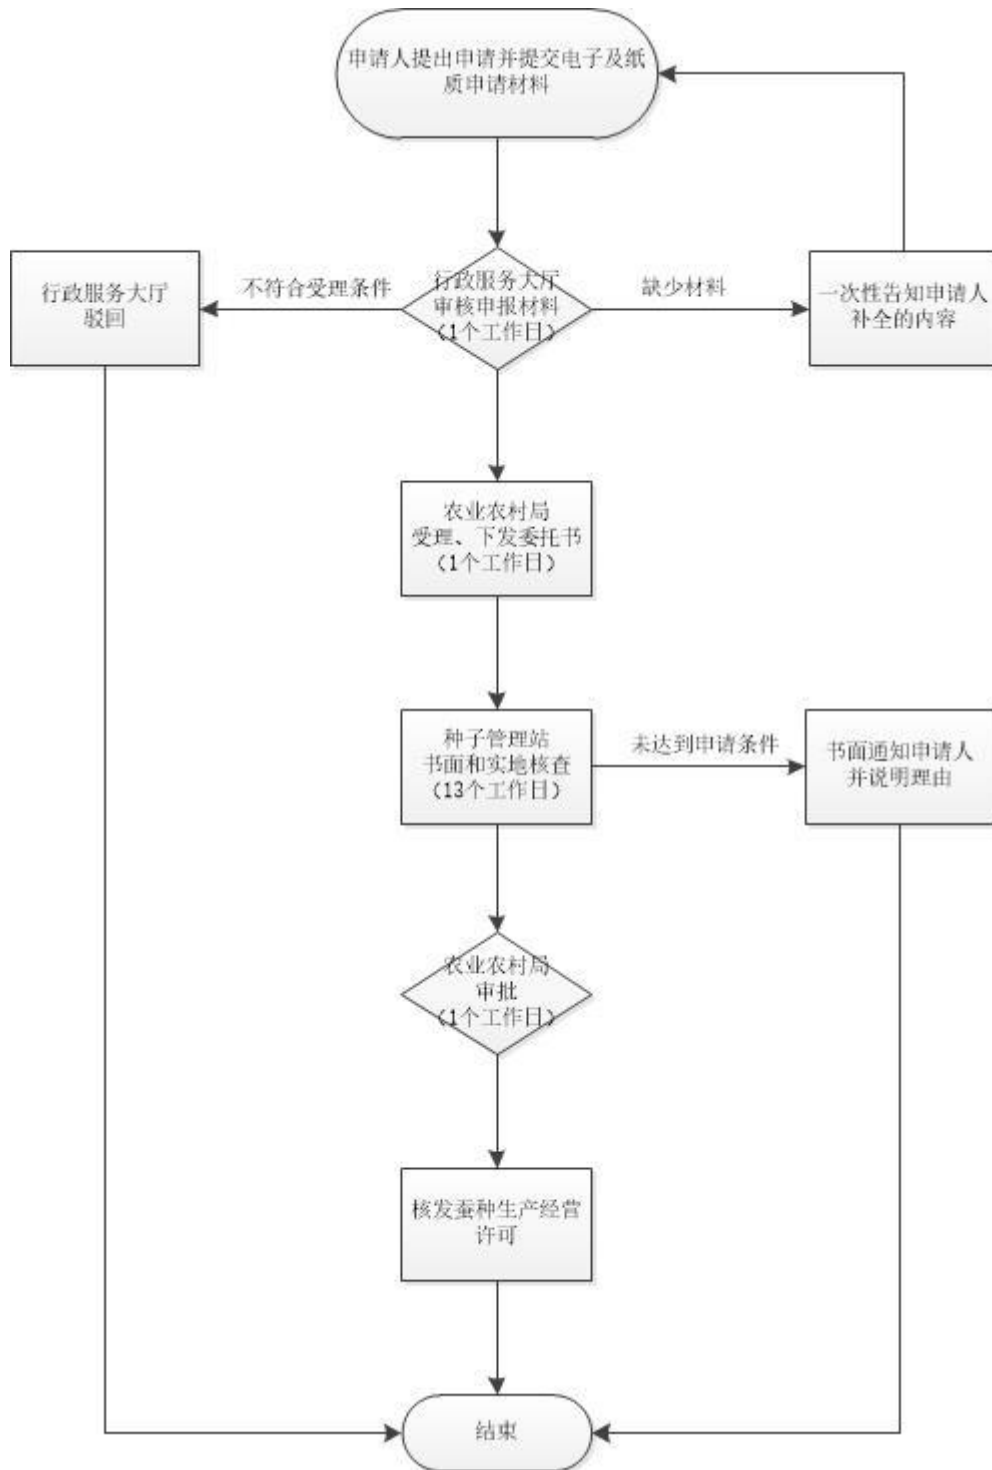 申请人提出申请并提交电子及纸
质申请材料
行政服务大厅
驳回
不符合受理条件
行政服务大厅
审核申报材料
(1个工作日)
缺少材料
一次性告知申请人
补全的内容
农业农村局
受理、下发委托书
(1个工作日)
种子管理站
书面和实地核查
(13个工作日)
未达到申请条件
书面通知申请人
并说明理由
农业农村局
审批
(1个工作日)
核发蚕种生产经营
许可
结束